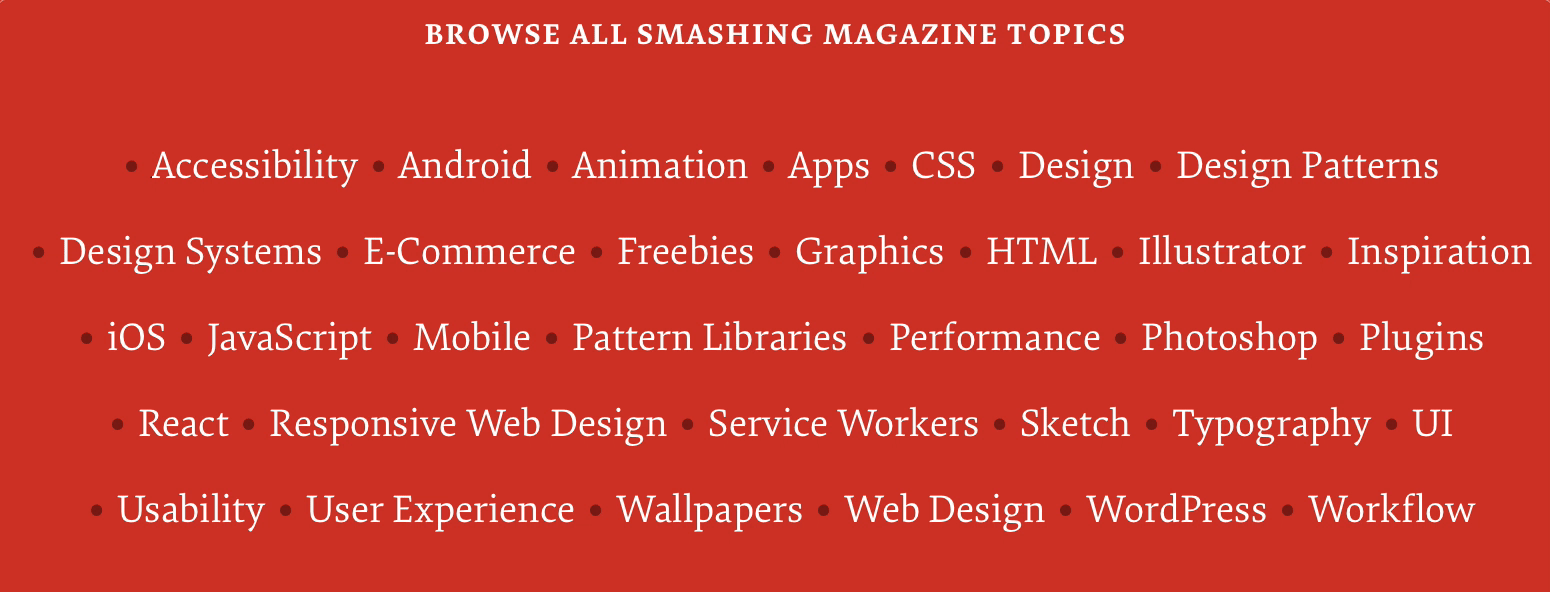 BROWSE ALL SMASHING MAGAZINE TOPICS
• Accessibility • Android • Animation • Apps • CSS • Design • Design Patterns
• Design Systems • E-Commerce • Freebies • Graphics • HTML • Illustrator • Inspiration
• iOS • JavaScript • Mobile • Pattern Libraries • Performance • Photoshop • Plugins
• React • Responsive Web Design • Service Workers • Sketch • Typography • UI
• Usability • User Experience • Wallpapers • Web Design • WordPress • Workflow